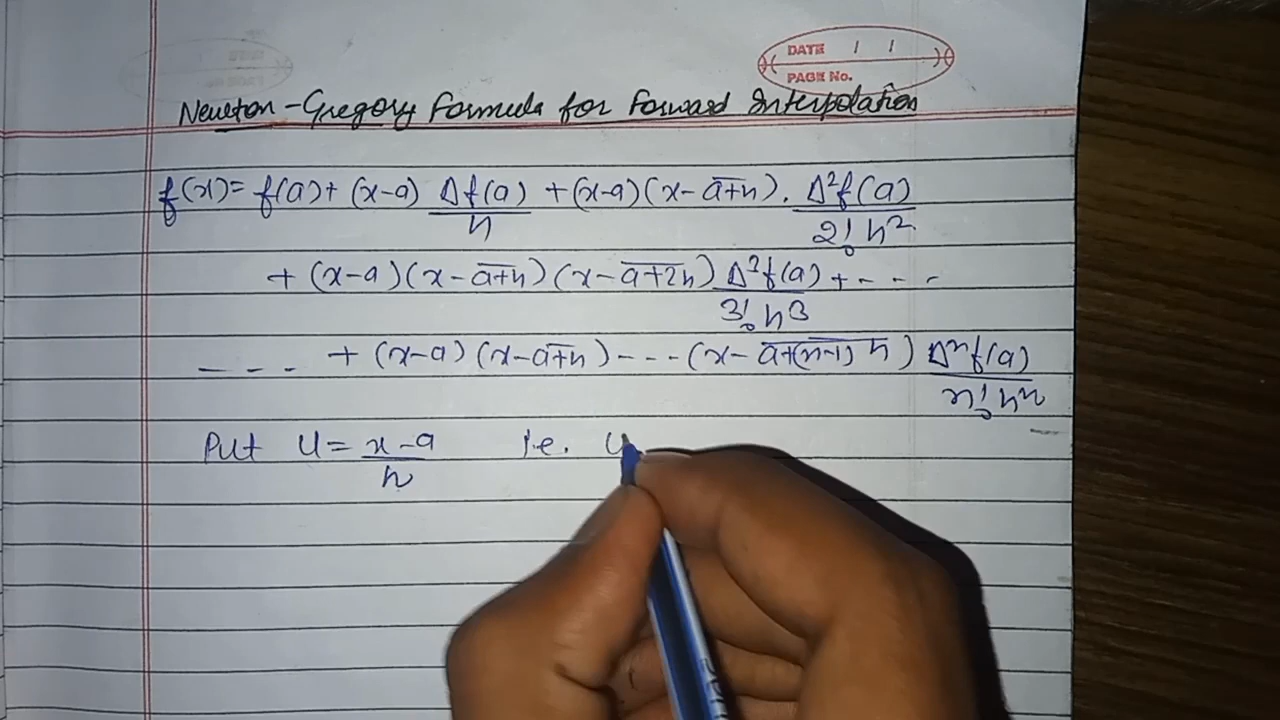 DATE / /
PAGE No.
Newton-Gregory Formula for Forward Interpolation
f(x) = f(a) + (x-a) Δf(a)/h + (x-a)(x-a+h). Δ²f(a)/2! h²
+ (x-a)(x-a+h)(x-a+2h) Δ²f(a)/3! h3 + - - -
- - - - + (x-a)(x-a+h) - - - (x-a+(n-1)h) Δⁿf(a)/n! hⁿ
Put u = x-a/h i.e. u